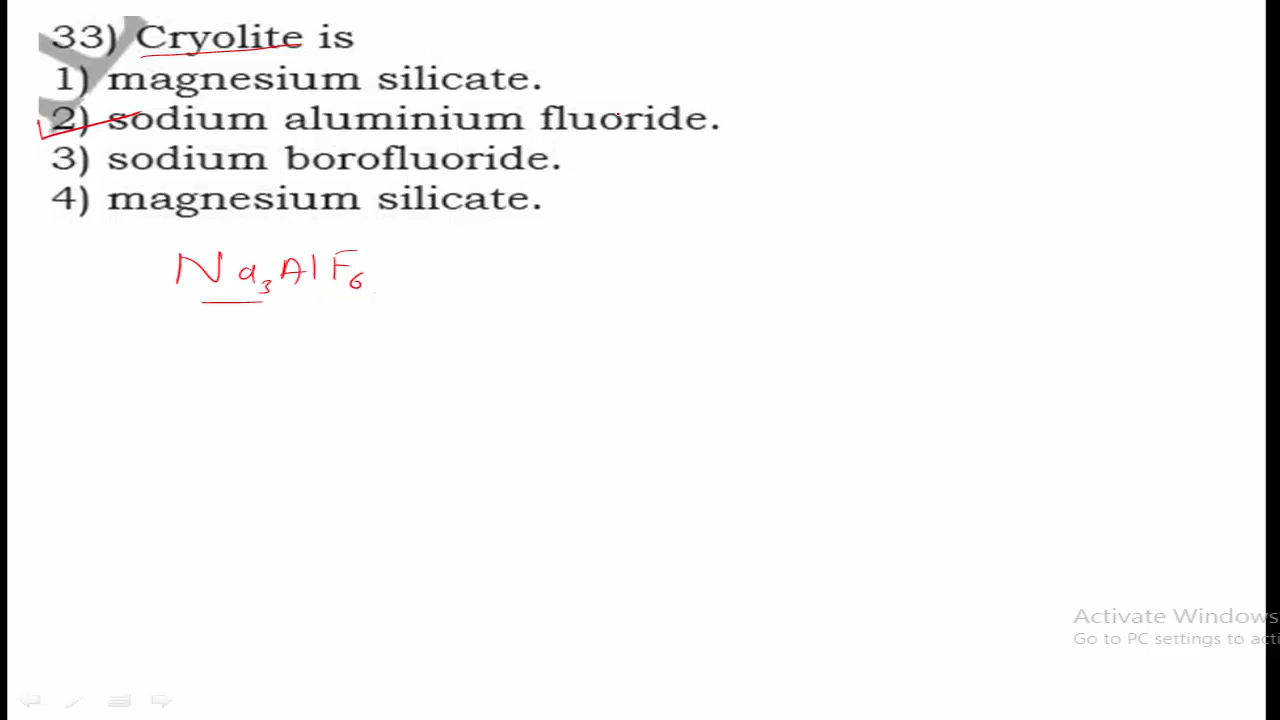 33) Cryolite is
1) magnesium silicate.
2) sodium aluminium fluoride.
3) sodium borofluoride.
4) magnesium silicate.
Na₃AlF₆
Activate Windows
Go to PC settings to acti